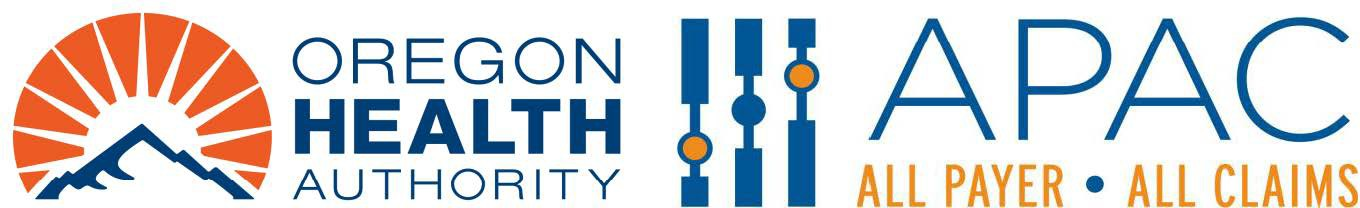 OREGON
HEALTH
AUTHORITY
APAC
ALL PAYER • ALL CLAIMS